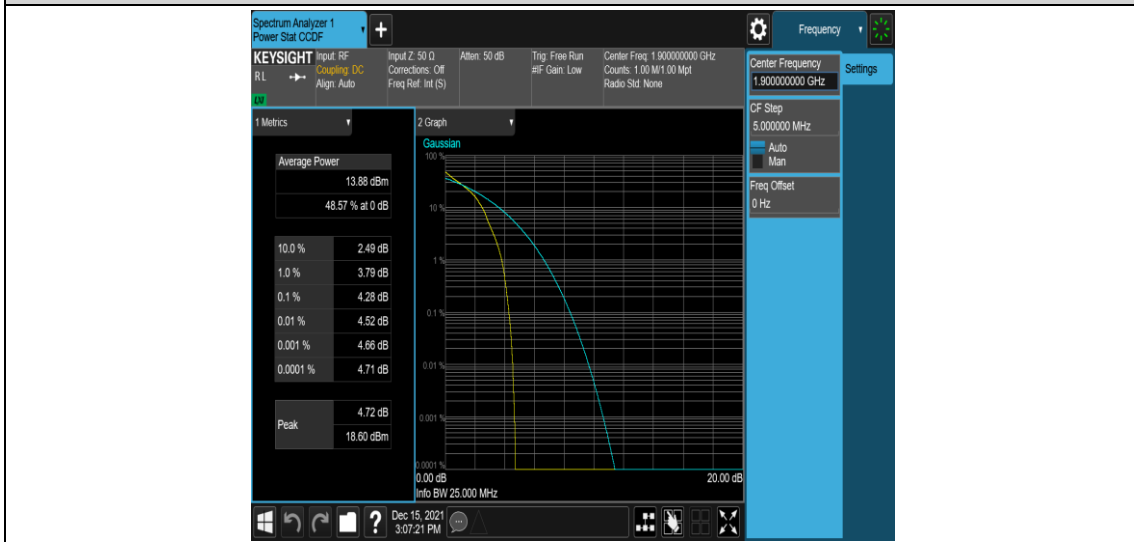 Spectrum Analyzer 1
Power Stat CCDF
+
Frequency
KEYSIGHT
RL
LXI
Input: RF
Coupling: DC
Align: Auto
Input Z: 50 Ω
Corrections: Off
Freq Ref: Int (S)
Atten: 50 dB
Trig: Free Run
#IF Gain: Low
Center Freq: 1.900000000 GHz
Counts: 1.00 M/1.00 Mpt
Radio Std: None
Center Frequency
1.900000000 GHz
Settings
CF Step
5.000000 MHz
Auto
Man
Freq Offset
0 Hz
1 Metrics
Average Power
13.88 dBm
48.57 % at 0 dB
10.0 % 2.49 dB
1.0 % 3.79 dB
0.1 % 4.28 dB
0.01 % 4.52 dB
0.001 % 4.66 dB
0.0001 % 4.71 dB
Peak
4.72 dB
18.60 dBm
2 Graph
Gaussian
100 %
10 %
1 %
0.1 %
0.01 %
0.001 %
0.0001 %
0.00 dB 20.00 dB
Info BW 25.000 MHz
?
Dec 15, 2021
3:07:21 PM